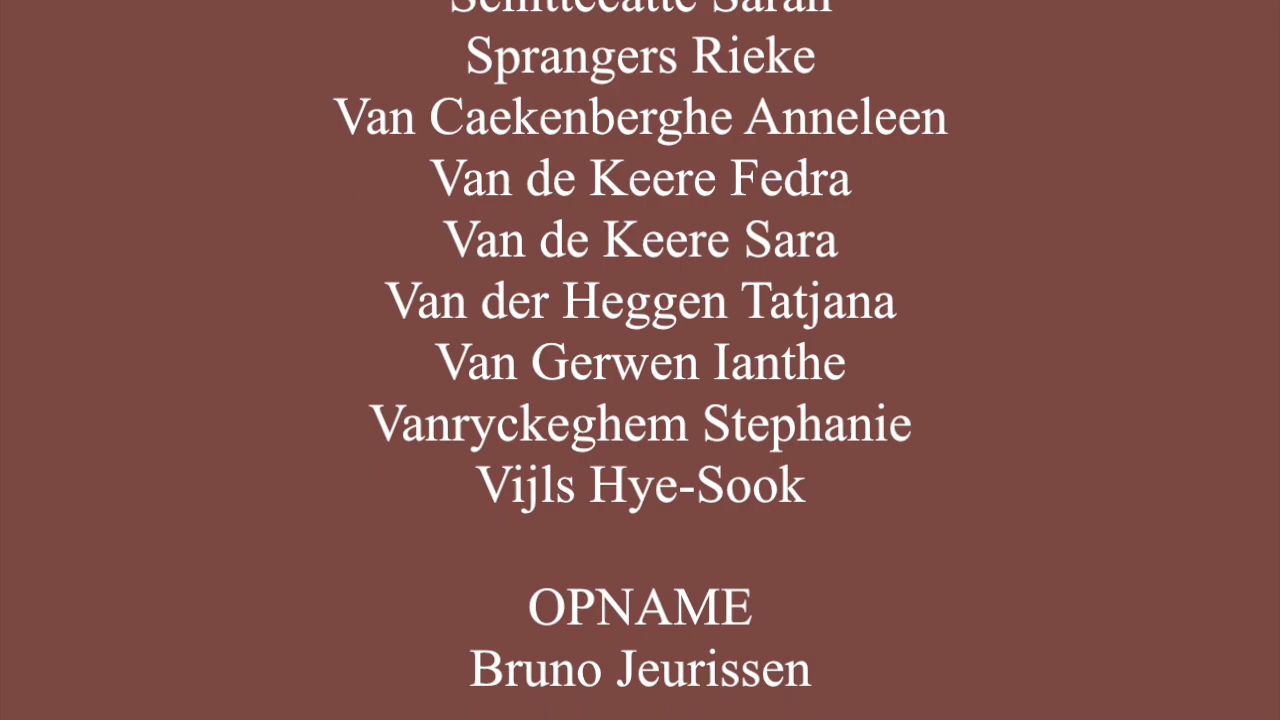 Sarah
Sprangers Rieke
Van Caekenberghe Anneleen
Van de Keere Fedra
Van de Keere Sara
Van der Heggen Tatjana
Van Gerwen Ianthe
Vanryckeghem Stephanie
Vijls Hye-Sook
OPNAME
Bruno Jeurissen